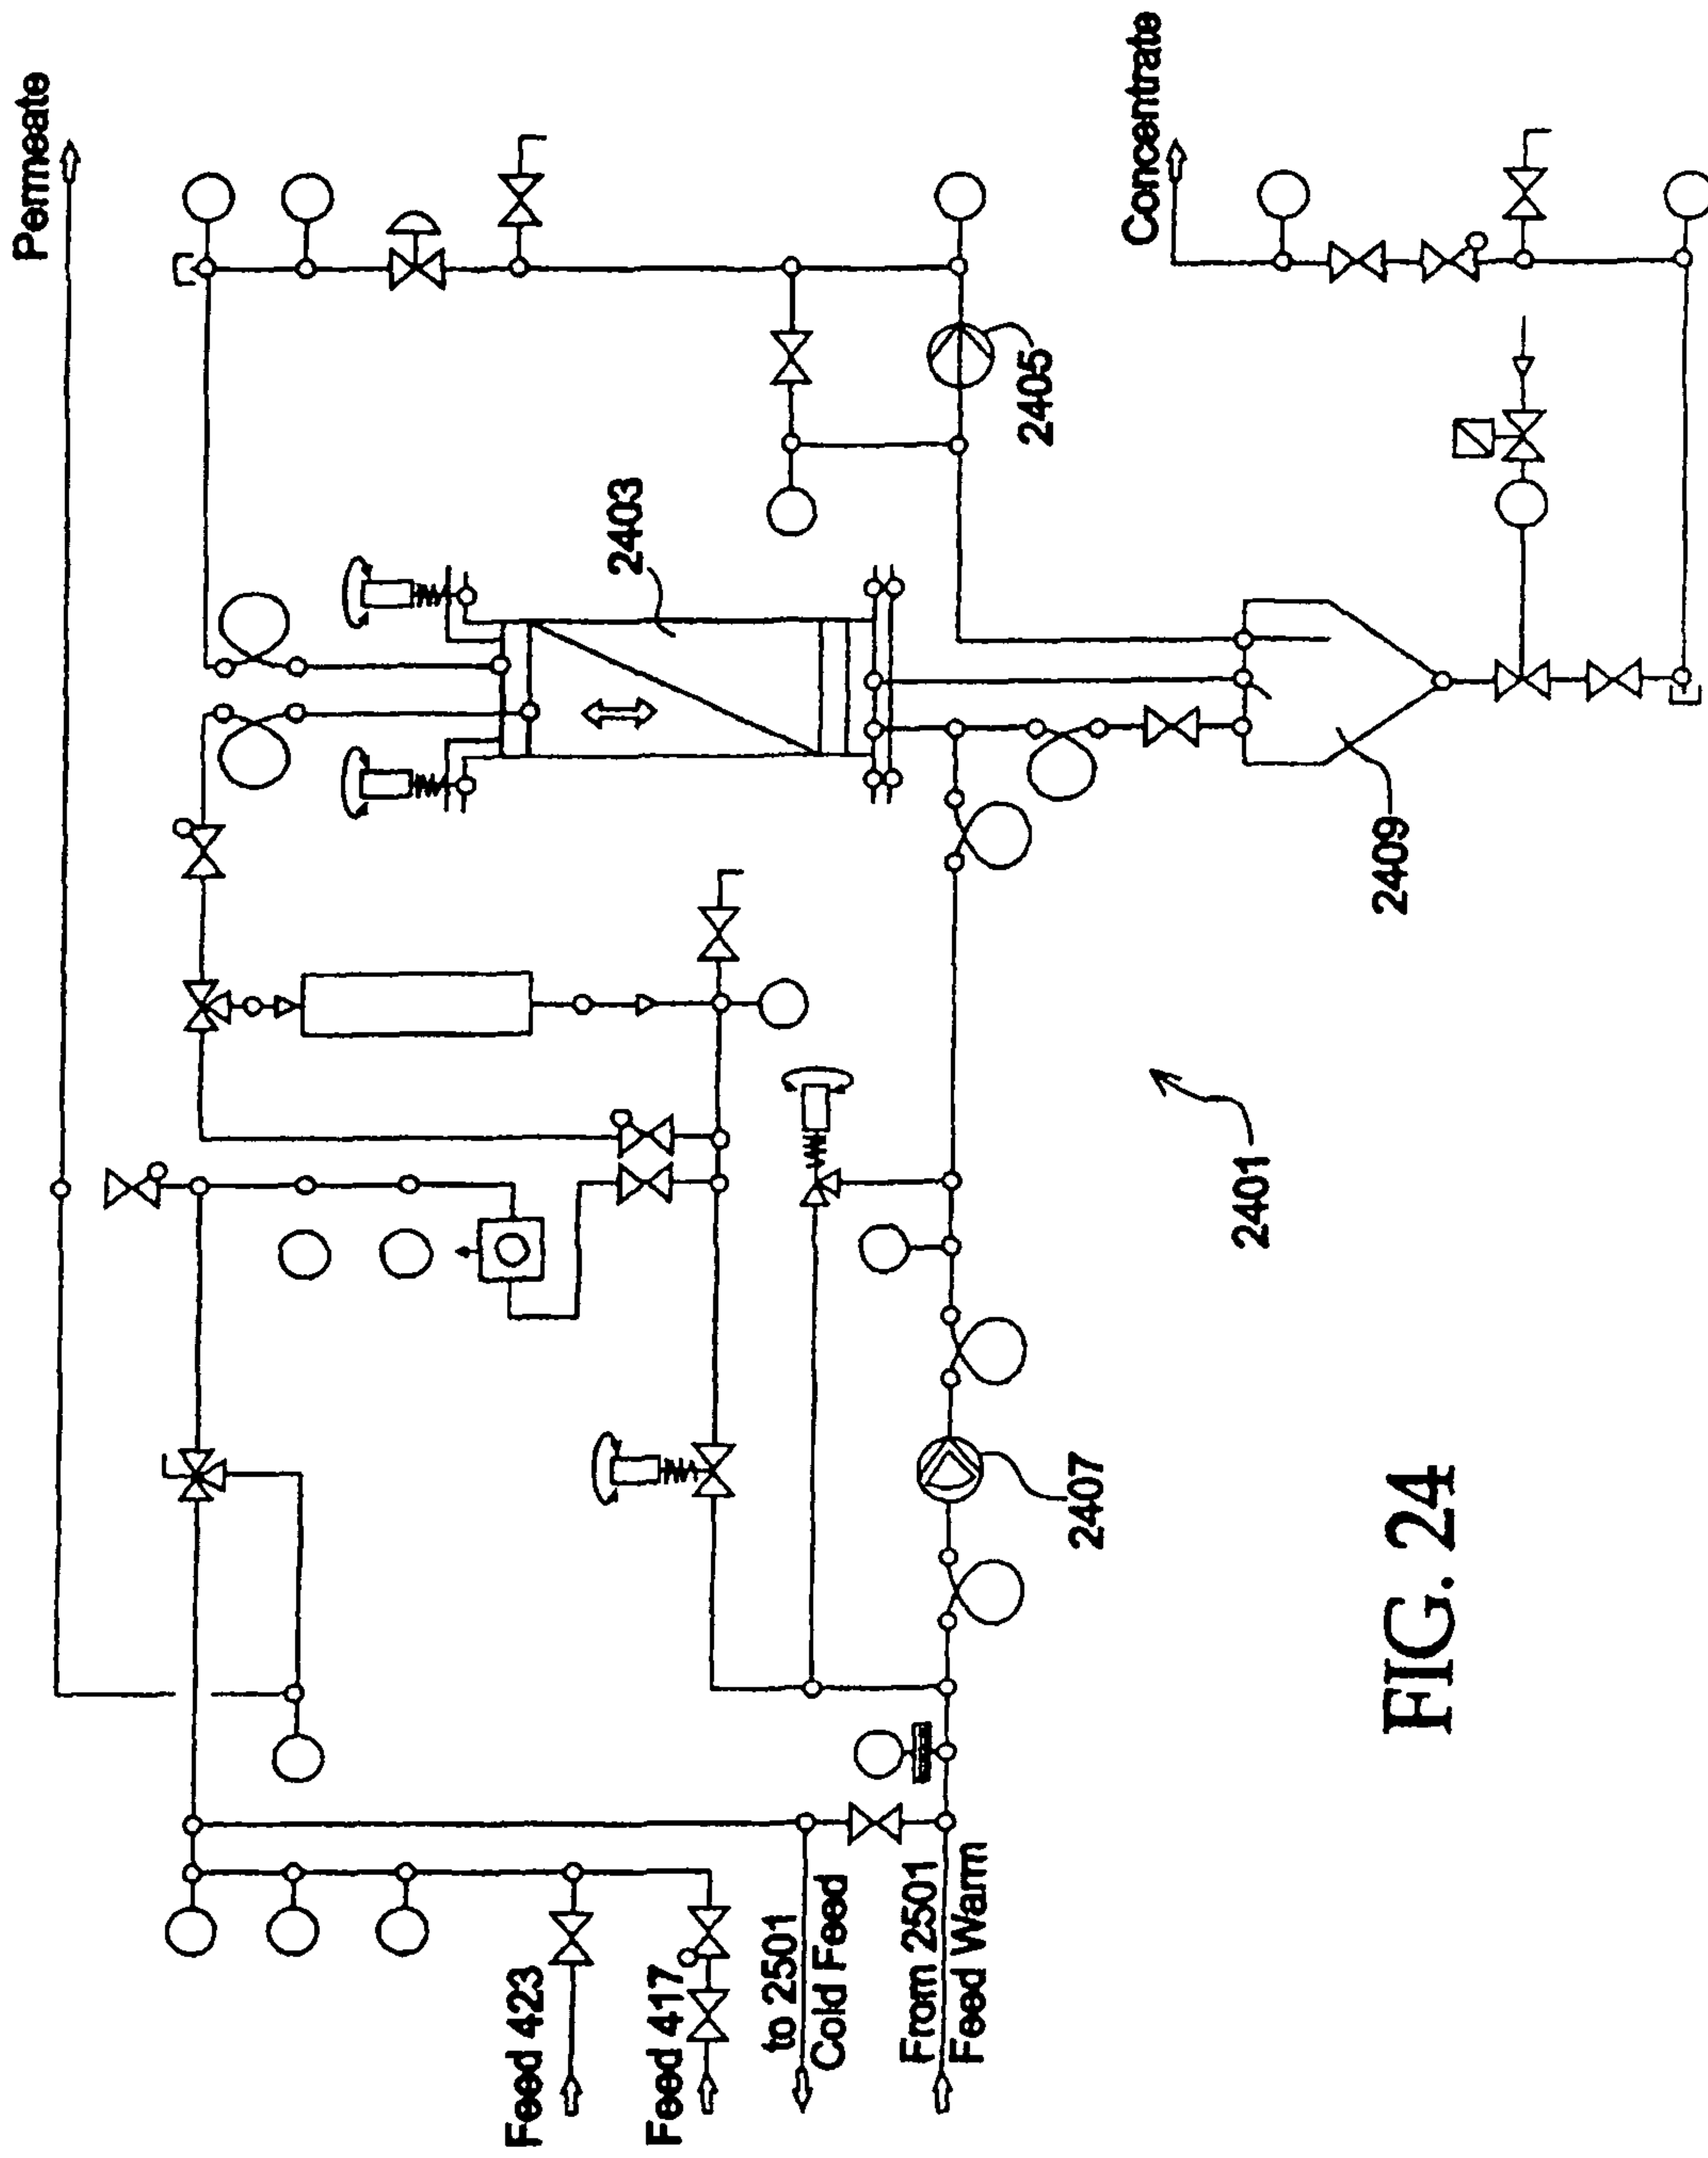 Permeate
Concentrate
2403
2405
2409
2401
2407
Feed 423
Feed 417
to 2501
Cold Feed
From 2501
Feed Warm
FIG. 24